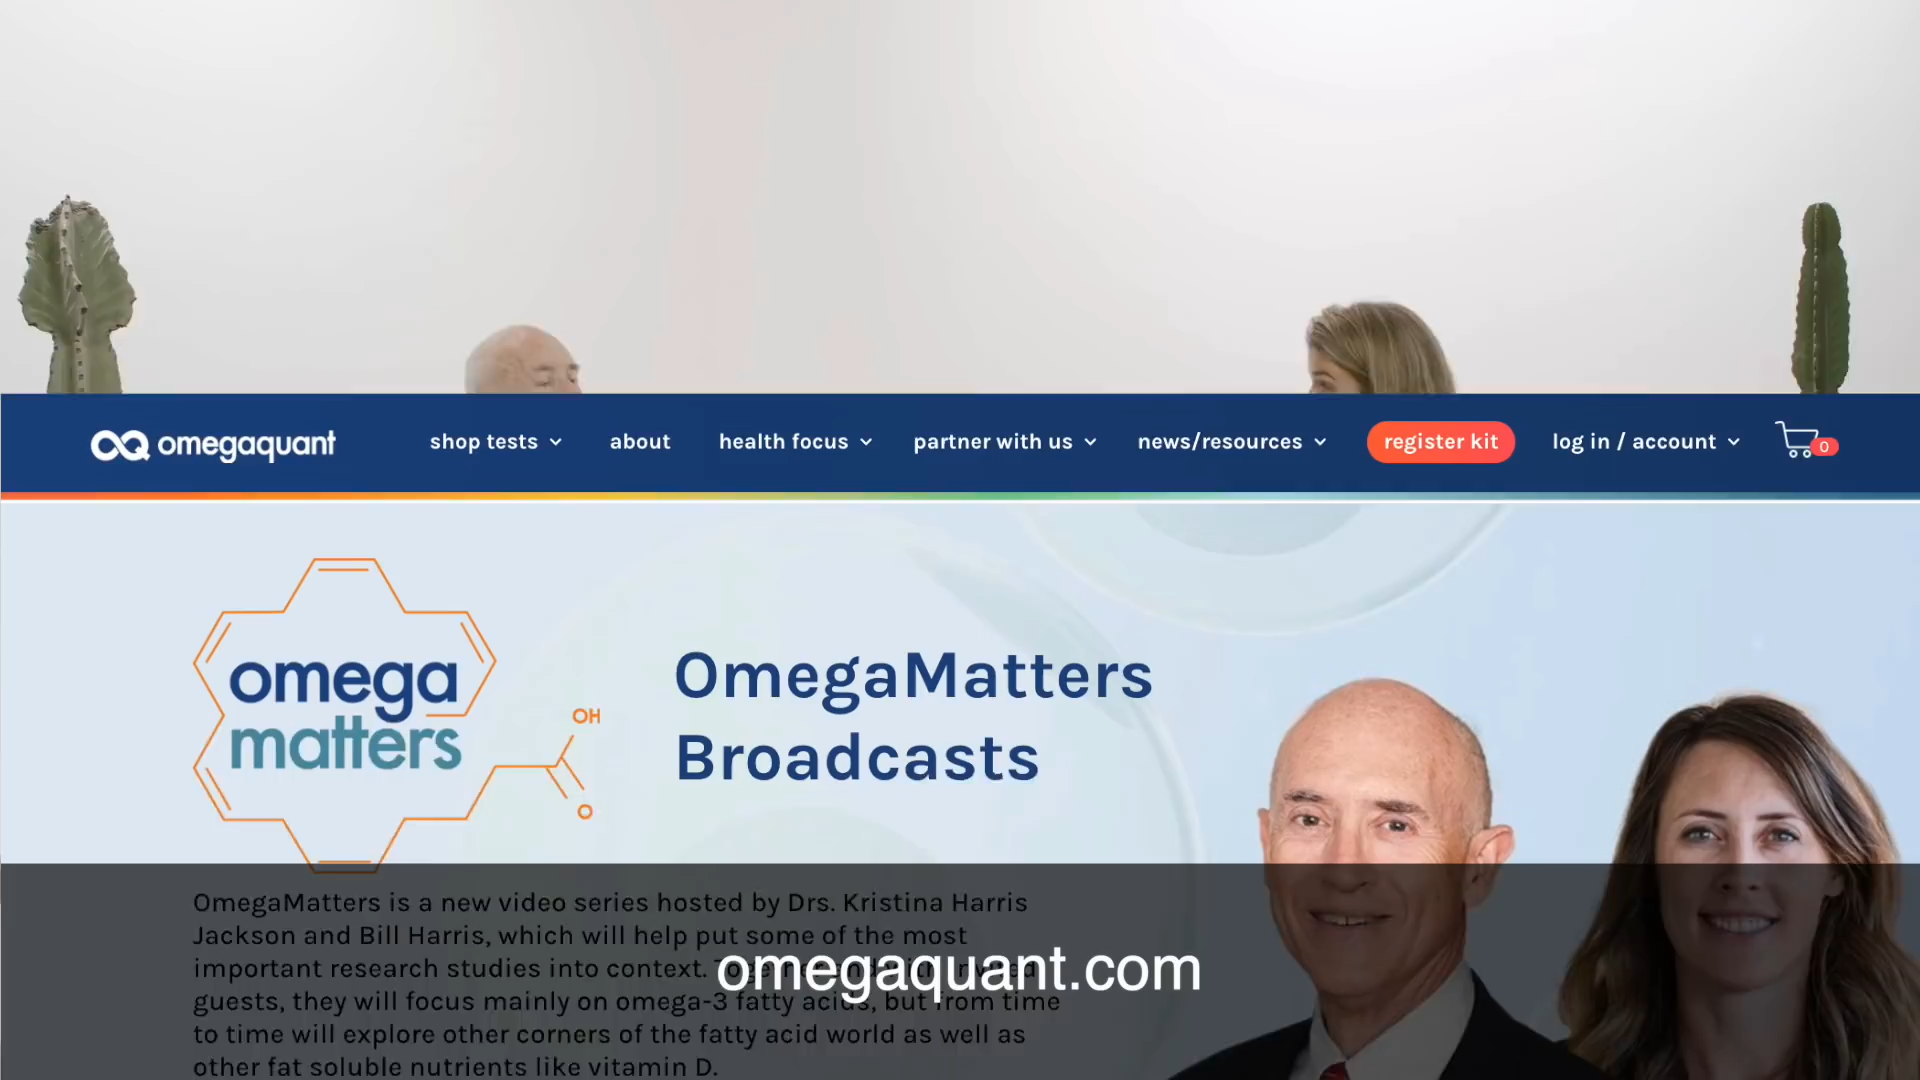 omegaquant
shop tests
about
health focus
partner with us
news/resources
register kit
log in / account
0
omega
matters
OH
O
OmegaMatters
Broadcasts
OmegaMatters is a new video series hosted by Drs. Kristina Harris
Jackson and Bill Harris, which will help put some of the most
important research studies into context.
guests, they will focus mainly on omega-3 fatty acids, but from time
to time will explore other corners of the fatty acid world as well as
other fat soluble nutrients like vitamin D.
omegaquant.com